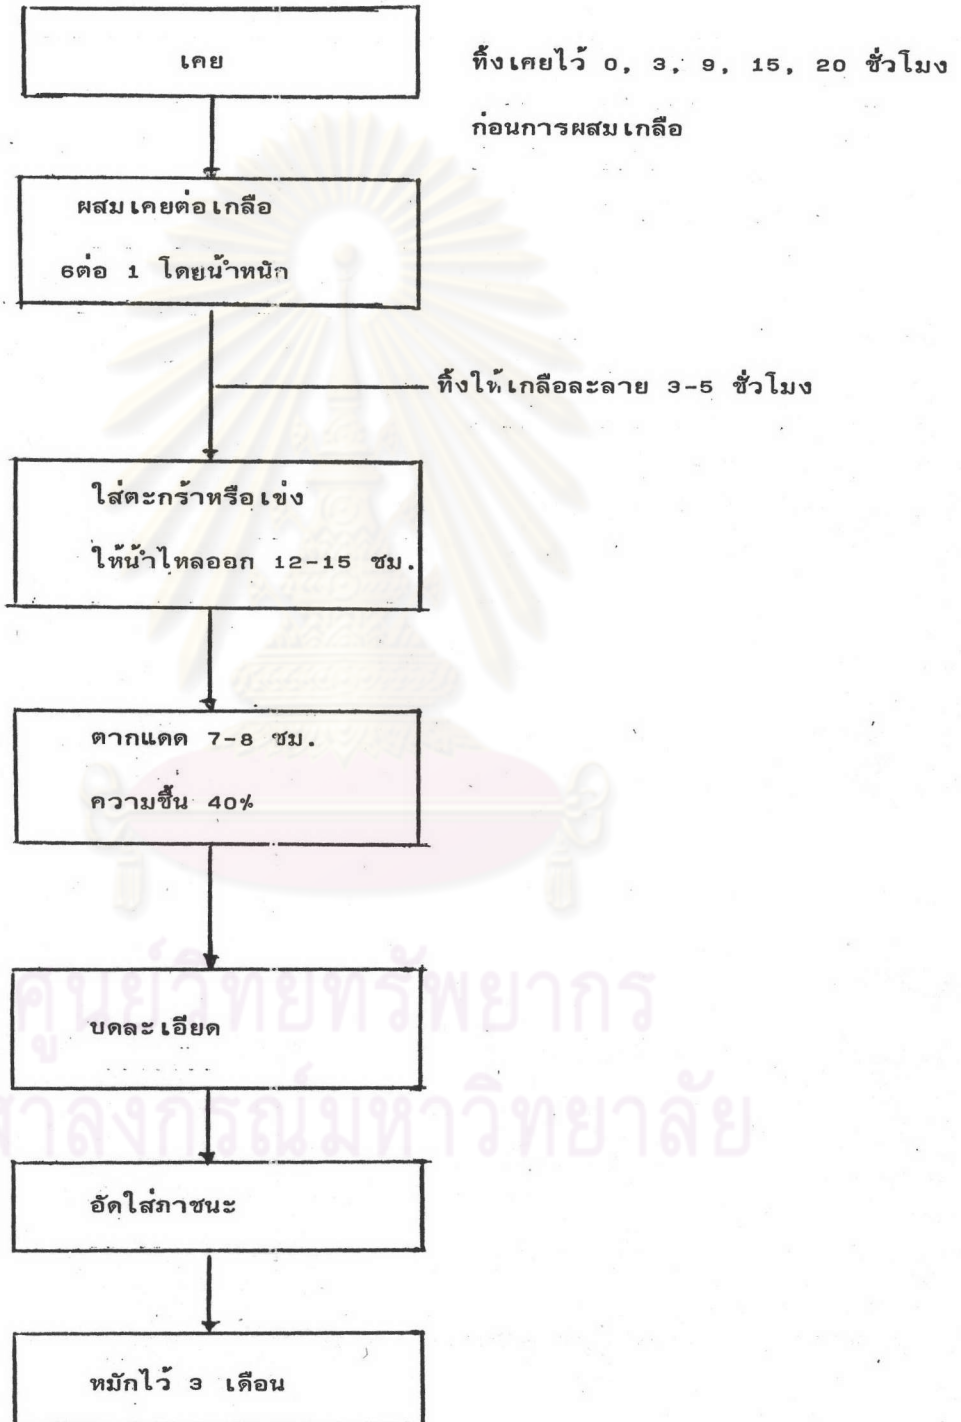 เคย
ทิ้งเคยไว้ 0, 3, 9, 15, 20 ชั่วโมง
ก่อนการผสมเกลือ
ผสมเคยต่อเกลือ
6ต่อ 1 โดยน้ำหนัก
ทิ้งให้เกลือละลาย 3-5 ชั่วโมง
ใส่ตะกร้าหรือเข่ง
ให้น้ำไหลออก 12-15 ชม.
ตากแดด 7-8 ชม.
ความชื้น 40%
ศูนย์วิทยทรัพยากร
บดละเอียด
าลงกรณ์มหาวิทยาลัย
อัดใส่ภาชนะ
หมักไว้ 3 เดือน